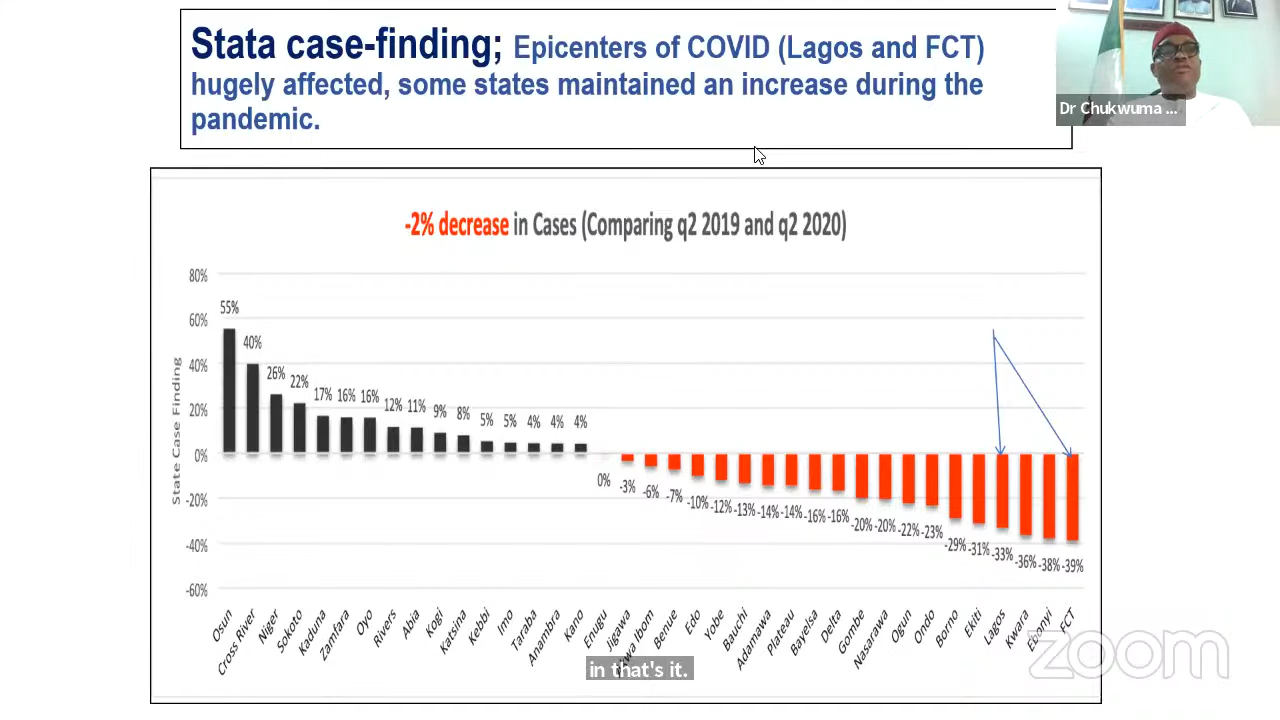 Stata case-finding; Epicenters of COVID (Lagos and FCT)
hugely affected, some states maintained an increase during the
pandemic.
Dr Chukwuma ...
-2% decrease in Cases (Comparing q2 2019 and q2 2020)
State Case Finding
80%
60%
40%
20%
0%
-20%
-40%
-60%
55%
40%
26%
22%
17%
16%
16%
12%
11%
9%
8%
5%
5%
4%
4%
4%
0%
-3%
-6%
-7%
-10%
-12%
-13%
-14%
-14%
-16%
-16%
-20%
-20%
-22%
-23%
-29%
-31%
-33%
-36%
-38%
-39%
Osun
Cross River
Niger
Sokoto
Kaduna
Zamfara
Oyo
Rivers
Abia
Kogi
Katsina
Kebbi
Imo
Taraba
Anambra
Kano
Enugu
Jigawa
Kwa Ibom
Benue
Edo
Yobe
Bauchi
Adamawa
Plateau
Bayelsa
Delta
Gombe
Nasarawa
Ogun
Ondo
Borno
Ekiti
Lagos
Kwara
Ebonyi
FCT
in that's it.
zoom